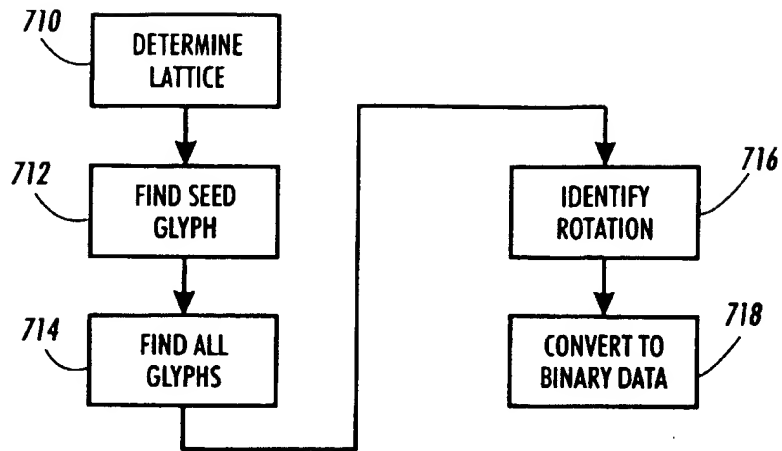 710
DETERMINE
LATTICE
712
FIND SEED
GLYPH
714
FIND ALL
GLYPHS
716
IDENTIFY
ROTATION
718
CONVERT TO
BINARY DATA